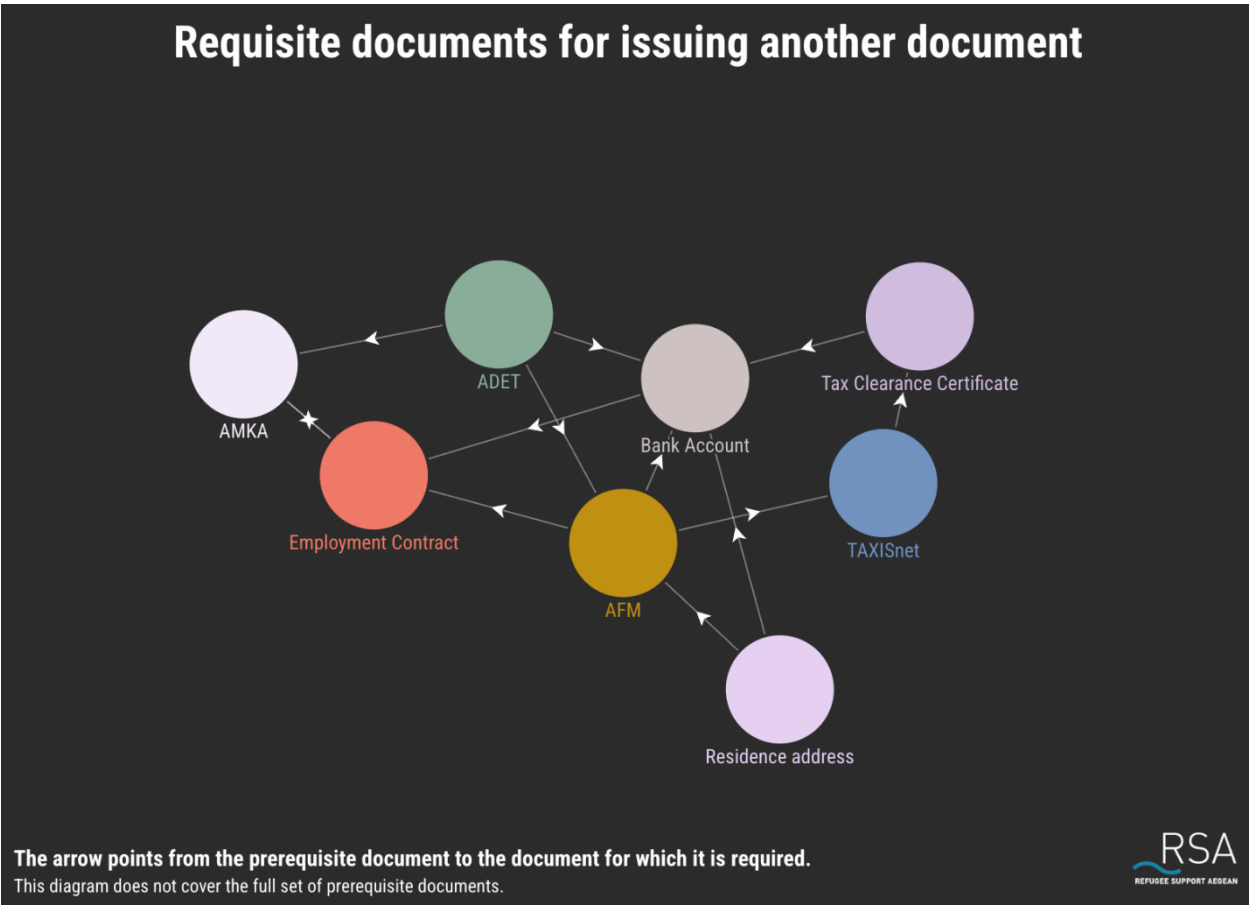 Requisite documents for issuing another document
ADET
Tax Clearance Certificate
AMKA
Bank Account
Employment Contract
TAXISnet
AFM
Residence address
The arrow points from the prerequisite document to the document for which it is required.
This diagram does not cover the full set of prerequisite documents.
RSA
REFUGEE SUPPORT AEGEAN